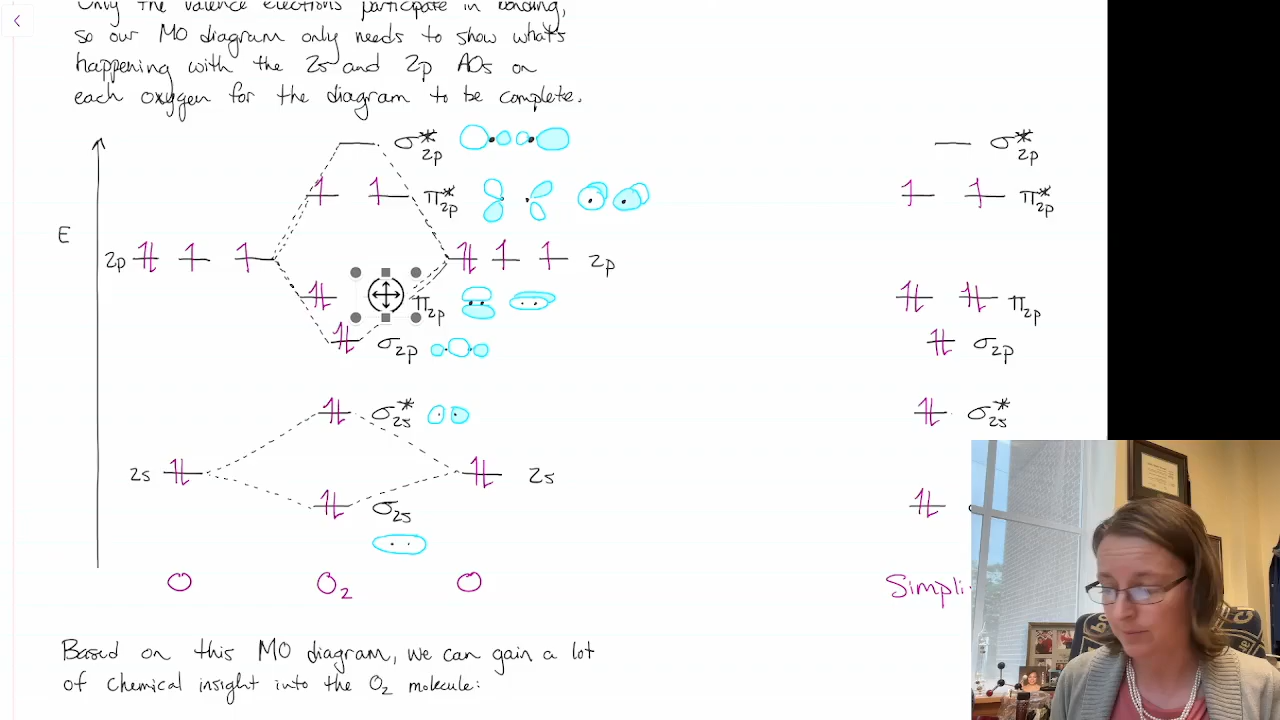 Only the valence electrons participate in bonding,
so our MO diagram only needs to show what's
happening with the 2s and 2p AOs on
each oxygen for the diagram to be complete.
σ*2p
σ*2p
π*2p
π*2p
E
2p
2p
π2p
π2p
σ2p
σ2p
σ*2s
σ*2s
2s
2s
σ2s
O
O2
O
Simpli
Based on this MO diagram, we can gain a lot
of chemical insight into the O2 molecule: